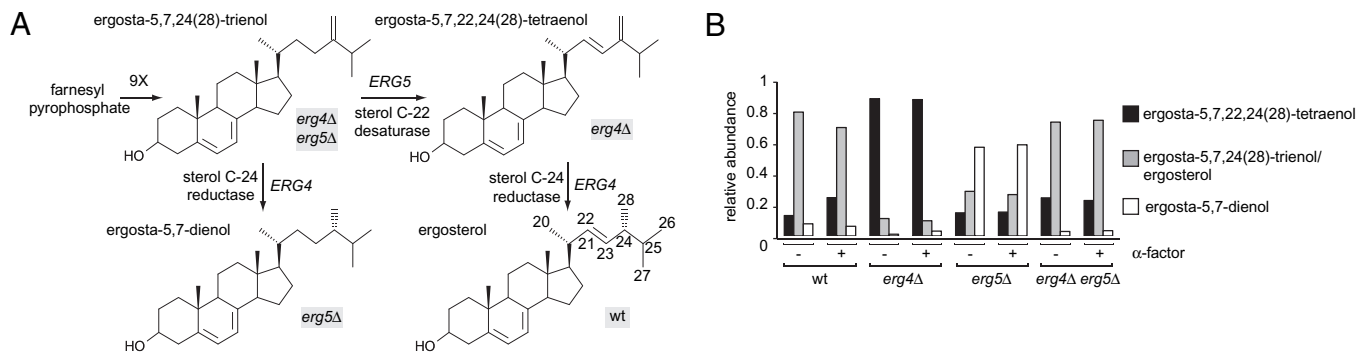 A
ergosta-5,7,24(28)-trienol
ergosta-5,7,22,24(28)-tetraenol
farnesyl
pyrophosphate
9X
erg4Δ
erg5Δ
HO
ERG5
sterol C-22
desaturase
erg4Δ
HO
sterol C-24
reductase
ERG4
sterol C-24
reductase
ERG4
ergosta-5,7-dienol
erg5Δ
HO
ergosterol
20
21
22
23
24
28
25
26
27
wt
HO
B
relative abundance
1
0.8
0.6
0.4
0.2
0
- + - + - + - +
α-factor
wt erg4Δ erg5Δ erg4Δ erg5Δ
ergosta-5,7,22,24(28)-tetraenol
ergosta-5,7,24(28)-trienol/
ergosterol
ergosta-5,7-dienol